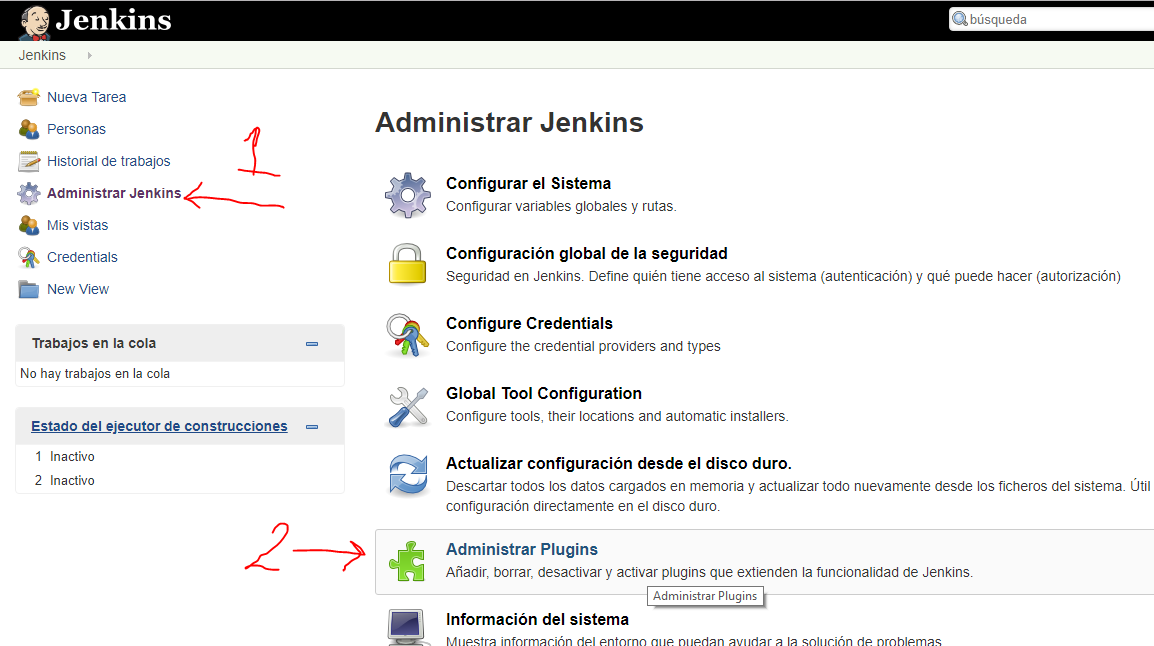 Jenkins
búsqueda
Jenkins
Nueva Tarea
Personas
Historial de trabajos
Administrar Jenkins
Mis vistas
Credentials
New View
1
Trabajos en la cola
No hay trabajos en la cola
Estado del ejecutor de construcciones
1 Inactivo
2 Inactivo
2
Administrar Jenkins
Configurar el Sistema
Configurar variables globales y rutas.
Configuración global de la seguridad
Seguridad en Jenkins. Define quién tiene acceso al sistema (autenticación) y qué puede hacer (autorización)
Configure Credentials
Configure the credential providers and types
Global Tool Configuration
Configure tools, their locations and automatic installers.
Actualizar configuración desde el disco duro.
Descartar todos los datos cargados en memoria y actualizar todo nuevamente desde los ficheros del sistema. Útil
configuración directamente en el disco duro.
Administrar Plugins
Añadir, borrar, desactivar y activar plugins que extienden la funcionalidad de Jenkins.
Administrar Plugins
Información del sistema
Muestra información del entorno que puedan ayudar a la solución de problemas